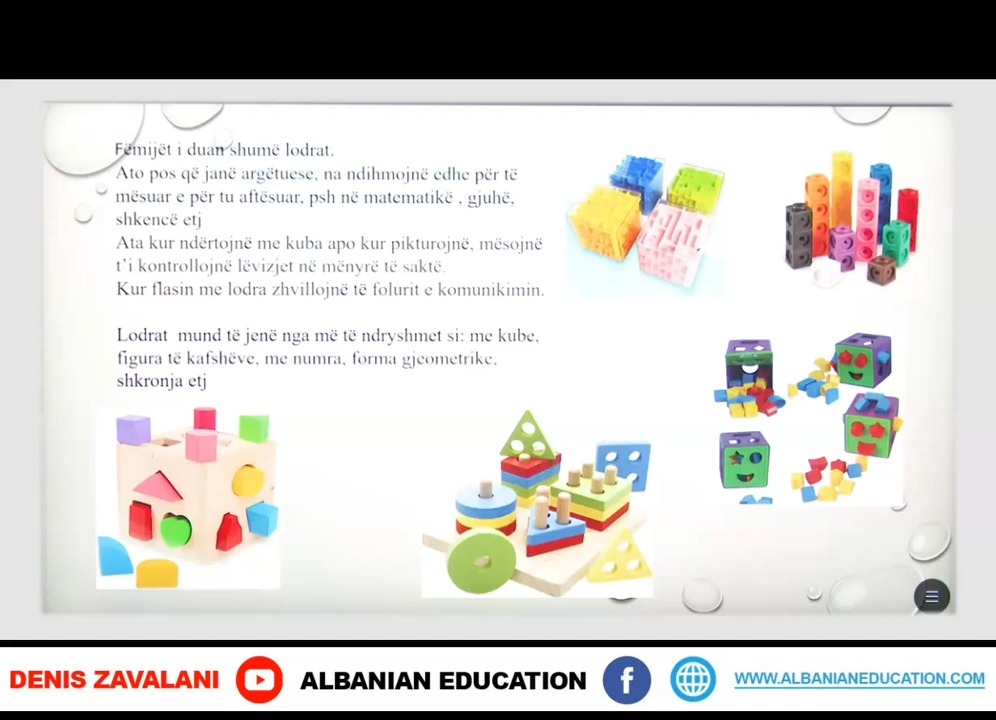 Fëmijët i duan shumë lodrat.
Ato pos që janë argëtuese, na ndihmojnë edhe për të
mësuar e për tu aftësuar, psh në matematikë , gjuhë,
shkencë etj
Ata kur ndërtojnë me kuba apo kur pikturojnë, mësojnë
t'i kontrollojnë lëvizjet në mënyrë të saktë.
Kur flasin me lodra zhvillojnë të folurit e komunikimin.
Lodrat mund të jenë nga më të ndryshmet si: me kube,
figura të kafshëve, me numra, forma gjeometrike,
shkronja etj
DENIS ZAVALANI ALBANIAN EDUCATION f WWW.ALBANIANEDUCATION.COM